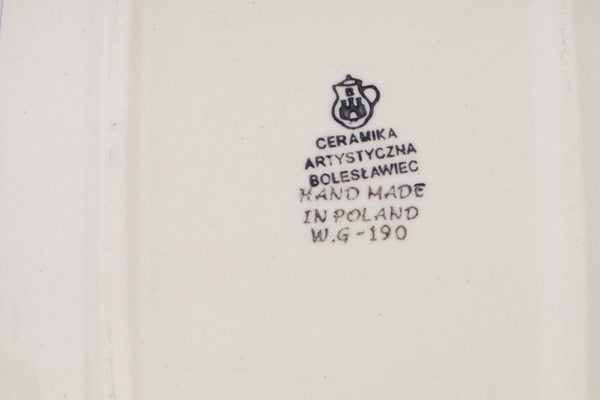 B
CERAMIKA
ARTYSTYCZNA
BOLESŁAWIEC
HAND MADE
IN POLAND
W.G-190